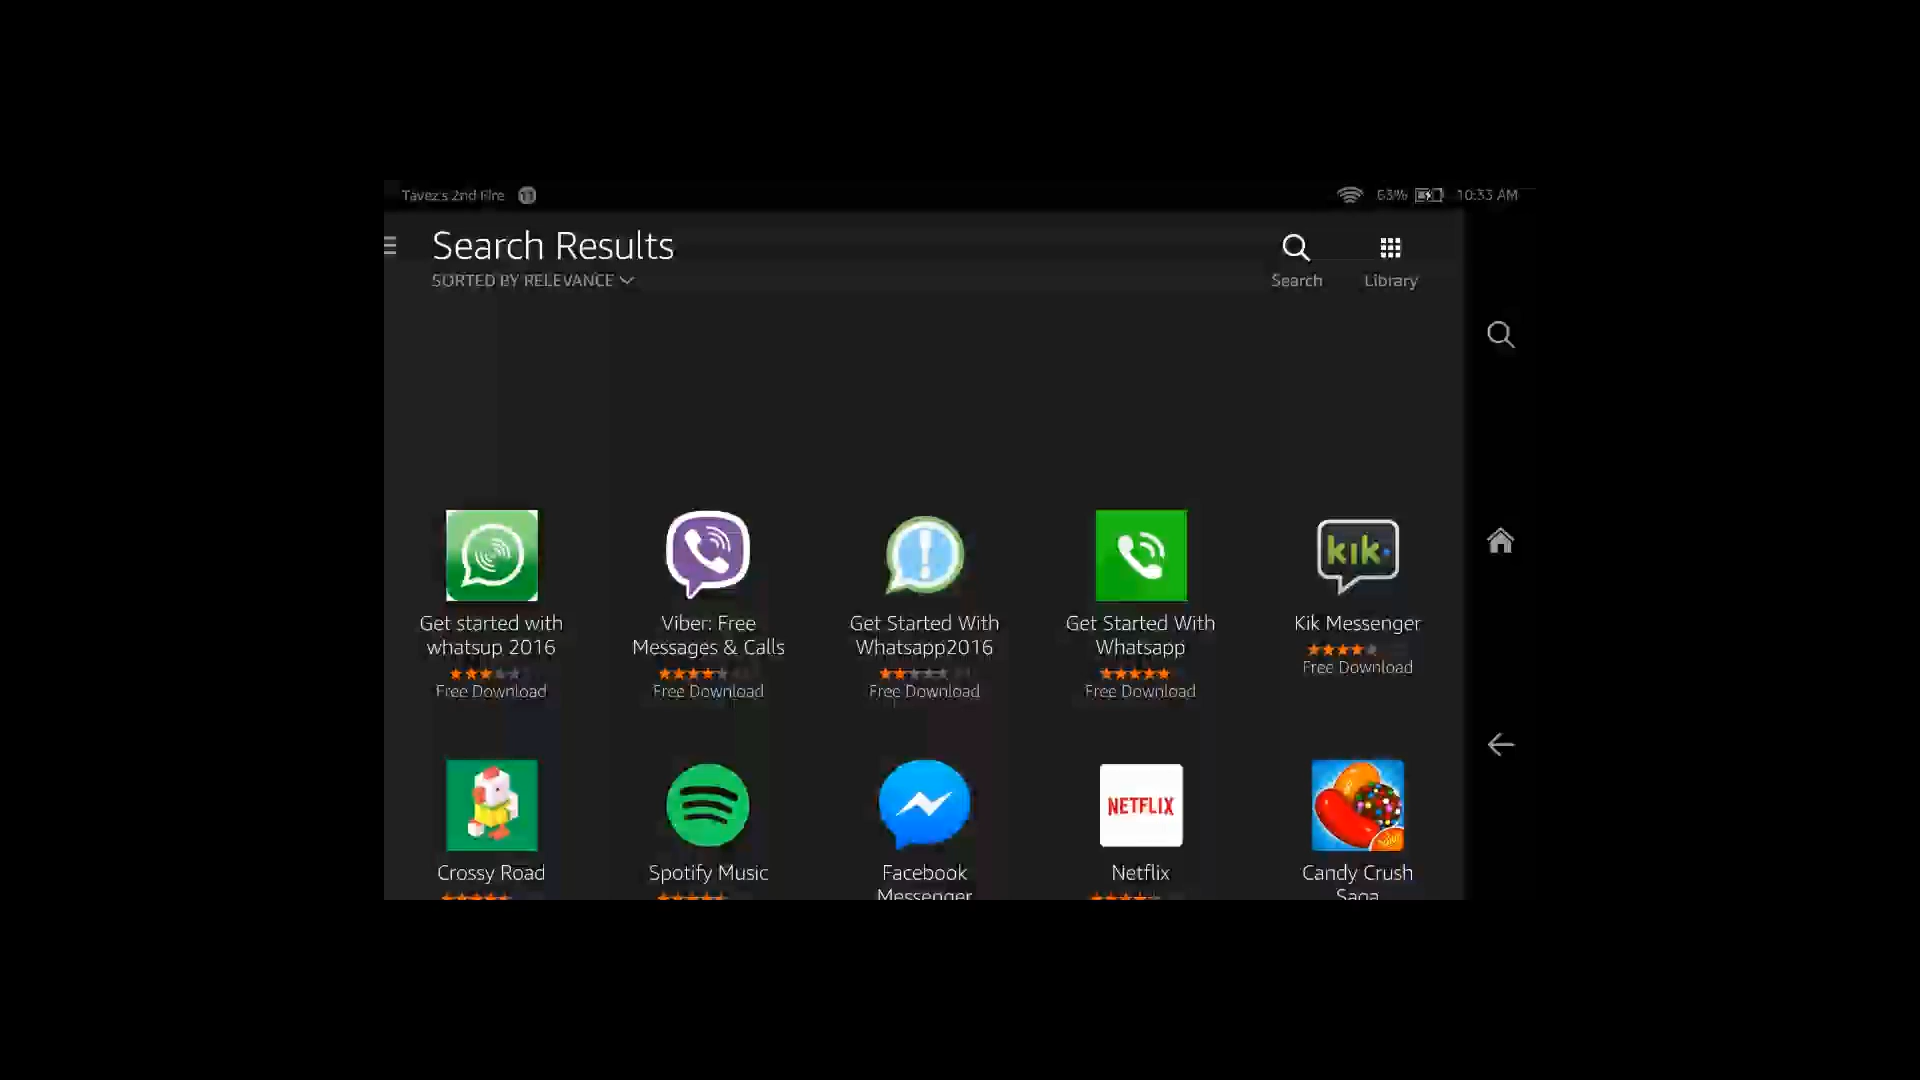 Tavez's 2nd Fire 11 63% 10:33 AM
Search Results
SORTED BY RELEVANCE
Search Library
Get started with
whatsup 2016
Free Download
Viber: Free
Messages & Calls
Free Download
Get Started With
Whatsapp2016
Free Download
Get Started With
Whatsapp
Free Download
kik
Kik Messenger
Free Download
Crossy Road
Spotify Music
Facebook
Messenger
NETFLIX
Netflix
Candy Crush
Saga